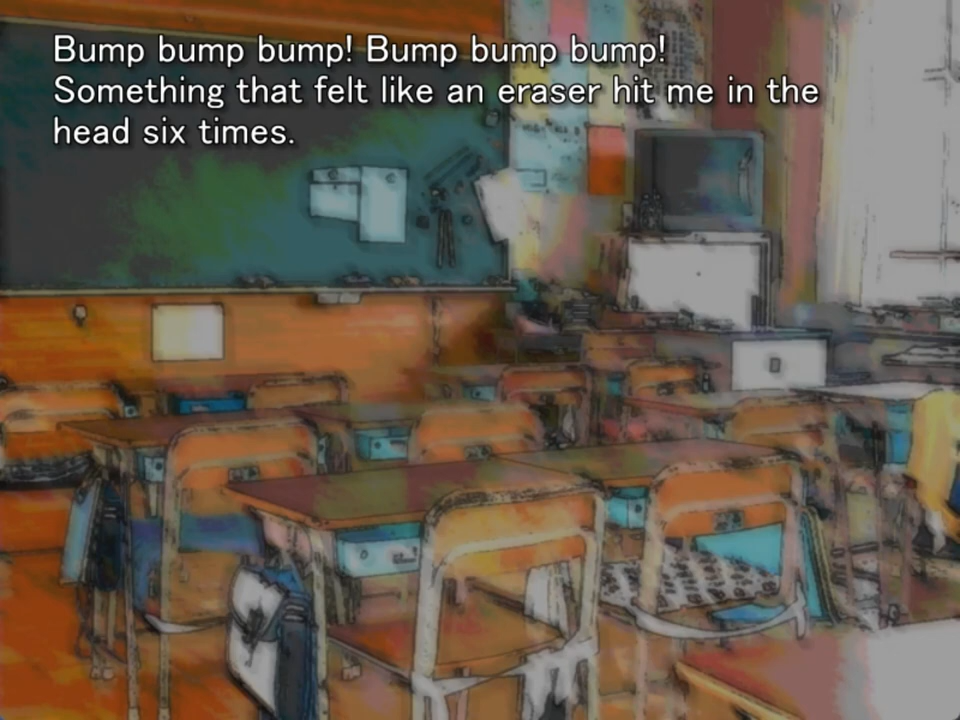 Bump bump bump! Bump bump bump!
Something that felt like an eraser hit me in the
head six times.